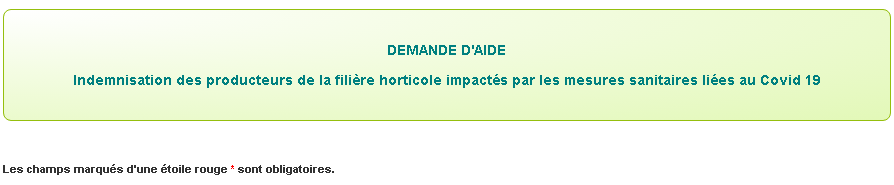 DEMANDE D'AIDE
Indemnisation des producteurs de la filière horticole impactés par les mesures sanitaires liées au Covid 19
Les champs marqués d'une étoile rouge * sont obligatoires.